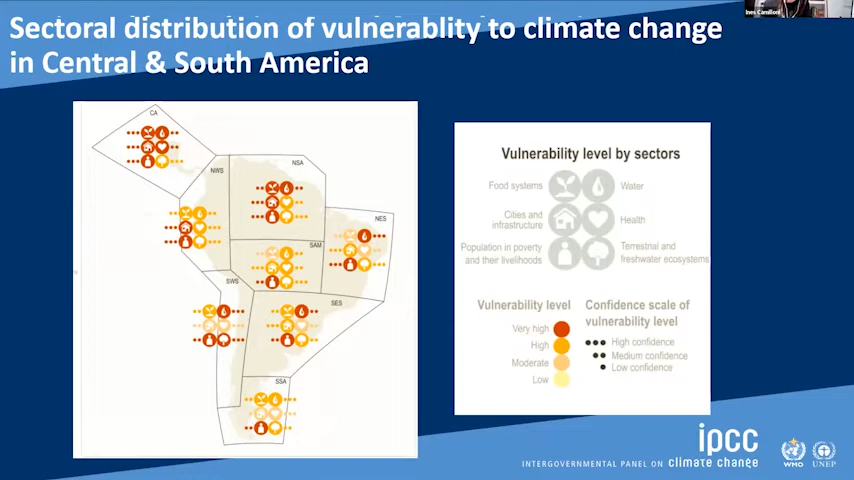 Sectoral distribution of vulnerablity to climate change
in Central & South America
Ines Camilloni
CA
NWS
NSA
NES
SAM
SWS
SES
SSA
Vulnerability level by sectors
Food systems
Water
Cities and
infrastructure
Health
Population in poverty
and their livelihoods
Terrestrial and
freshwater ecosystems
Vulnerability level
Very high
High
Moderate
Low
Confidence scale of
vulnerability level
High confidence
Medium confidence
Low confidence
ipcc
INTERGOVERNMENTAL PANEL ON climate change
WMO
UNEP